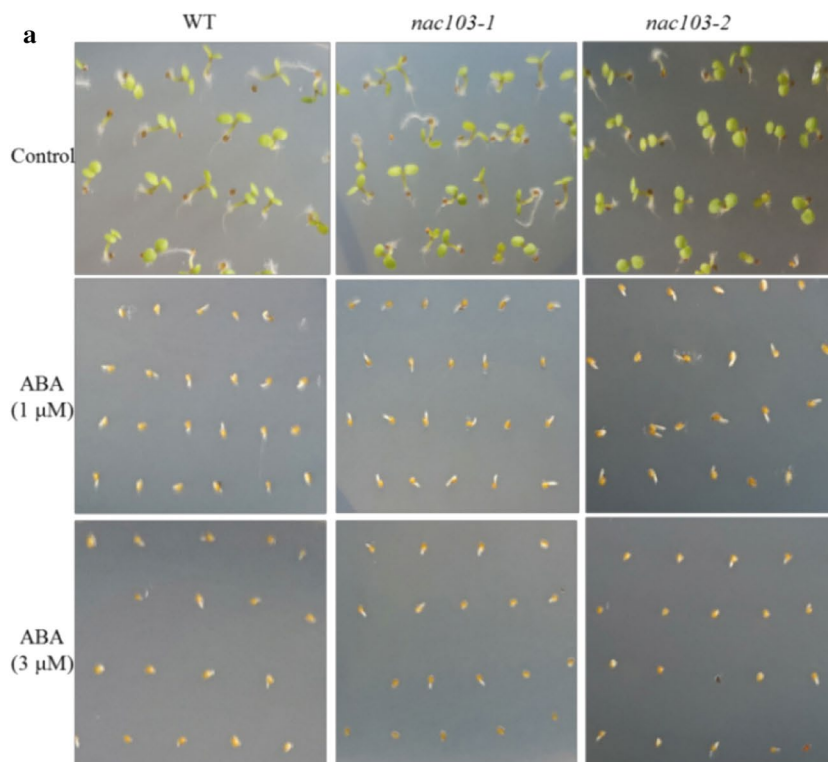 a
WT nac103-1 nac103-2
Control
ABA
(1 μM)
ABA
(3 μM)